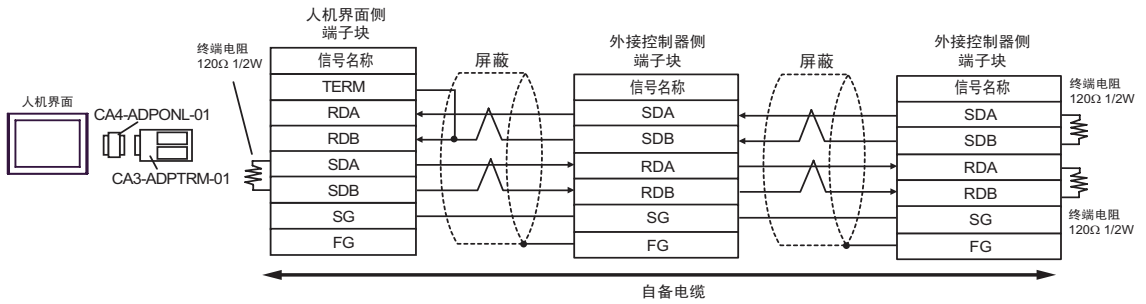 人机界面
CA4-ADPONL-01
CA3-ADPTRM-01
终端电阻
120Ω 1/2W
人机界面侧
端子块
信号名称
TERM
RDA
RDB
SDA
SDB
SG
FG
屏蔽
外接控制器侧
端子块
信号名称
SDA
SDB
RDA
RDB
SG
FG
屏蔽
外接控制器侧
端子块
信号名称
SDA
SDB
RDA
RDB
SG
FG
终端电阻
120Ω 1/2W
终端电阻
120Ω 1/2W
自备电缆